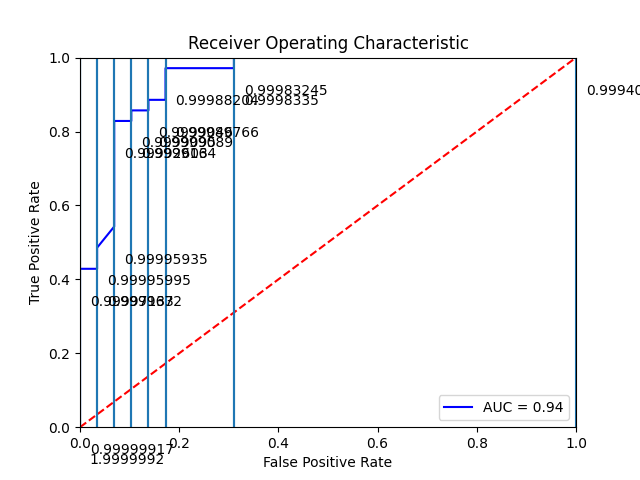 Receiver Operating Characteristic
1.0
0.8
0.6
0.4
0.2
0.0
True Positive Rate
0.99983245
0.9998335
0.99940
0.99988204
0.99995935
0.99995995
0.99999917
1.9999992
AUC = 0.94
0.0 0.2 0.4 0.6 0.8 1.0
False Positive Rate